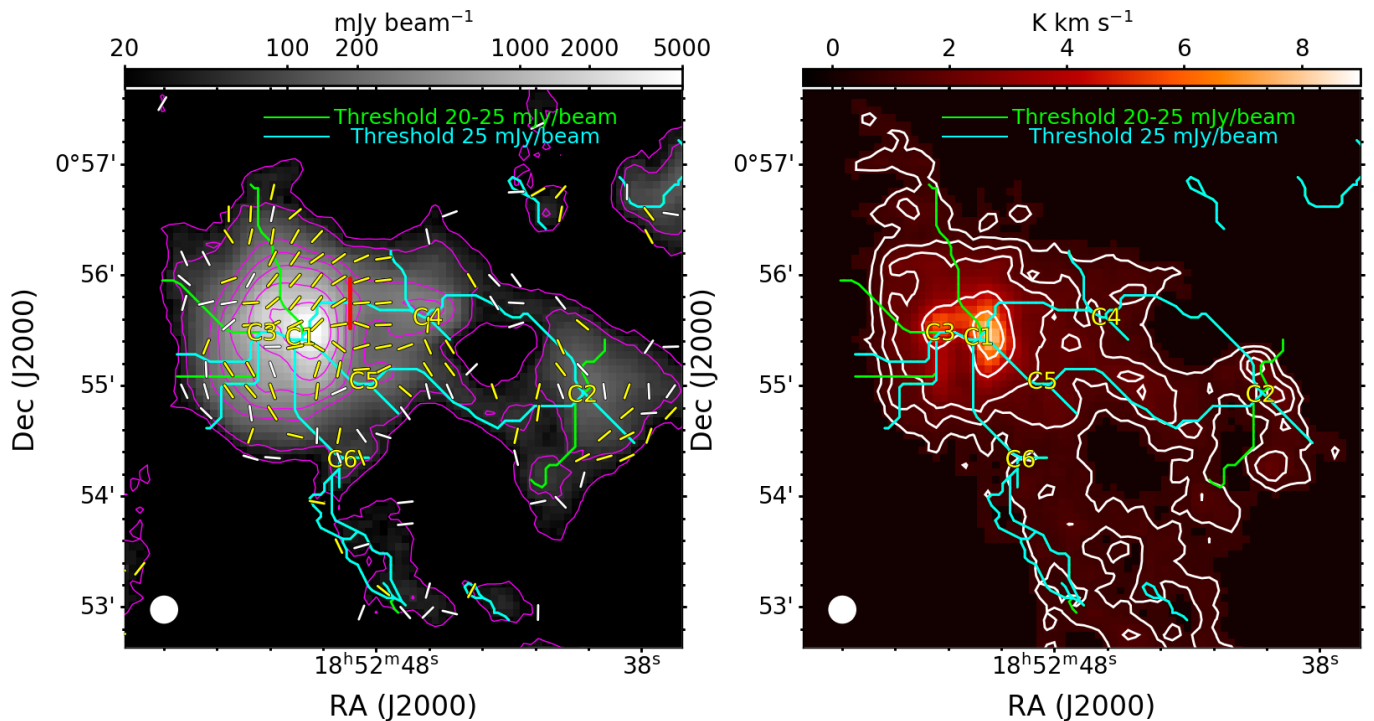 mJy beam⁻¹
20 100 200 1000 2000 5000
Threshold 20-25 mJy/beam
Threshold 25 mJy/beam
0°57'
56'
55'
54'
53'
Dec (J2000)
C3 C1 C4
C5
C2
C6
18ʰ52ᵐ48ˢ 38ˢ
RA (J2000)
K km s⁻¹
0 2 4 6 8
Threshold 20-25 mJy/beam
Threshold 25 mJy/beam
0°57'
56'
55'
54'
53'
Dec (J2000)
C3 C1 C4
C5
C2
C6
18ʰ52ᵐ48ˢ 38ˢ
RA (J2000)